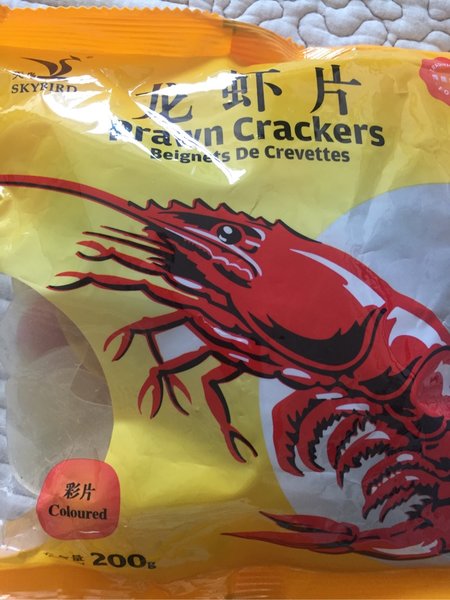 SKYBIRD
龙虾片
Prawn Crackers
Beignets De Crevettes
彩片
Coloured
200g